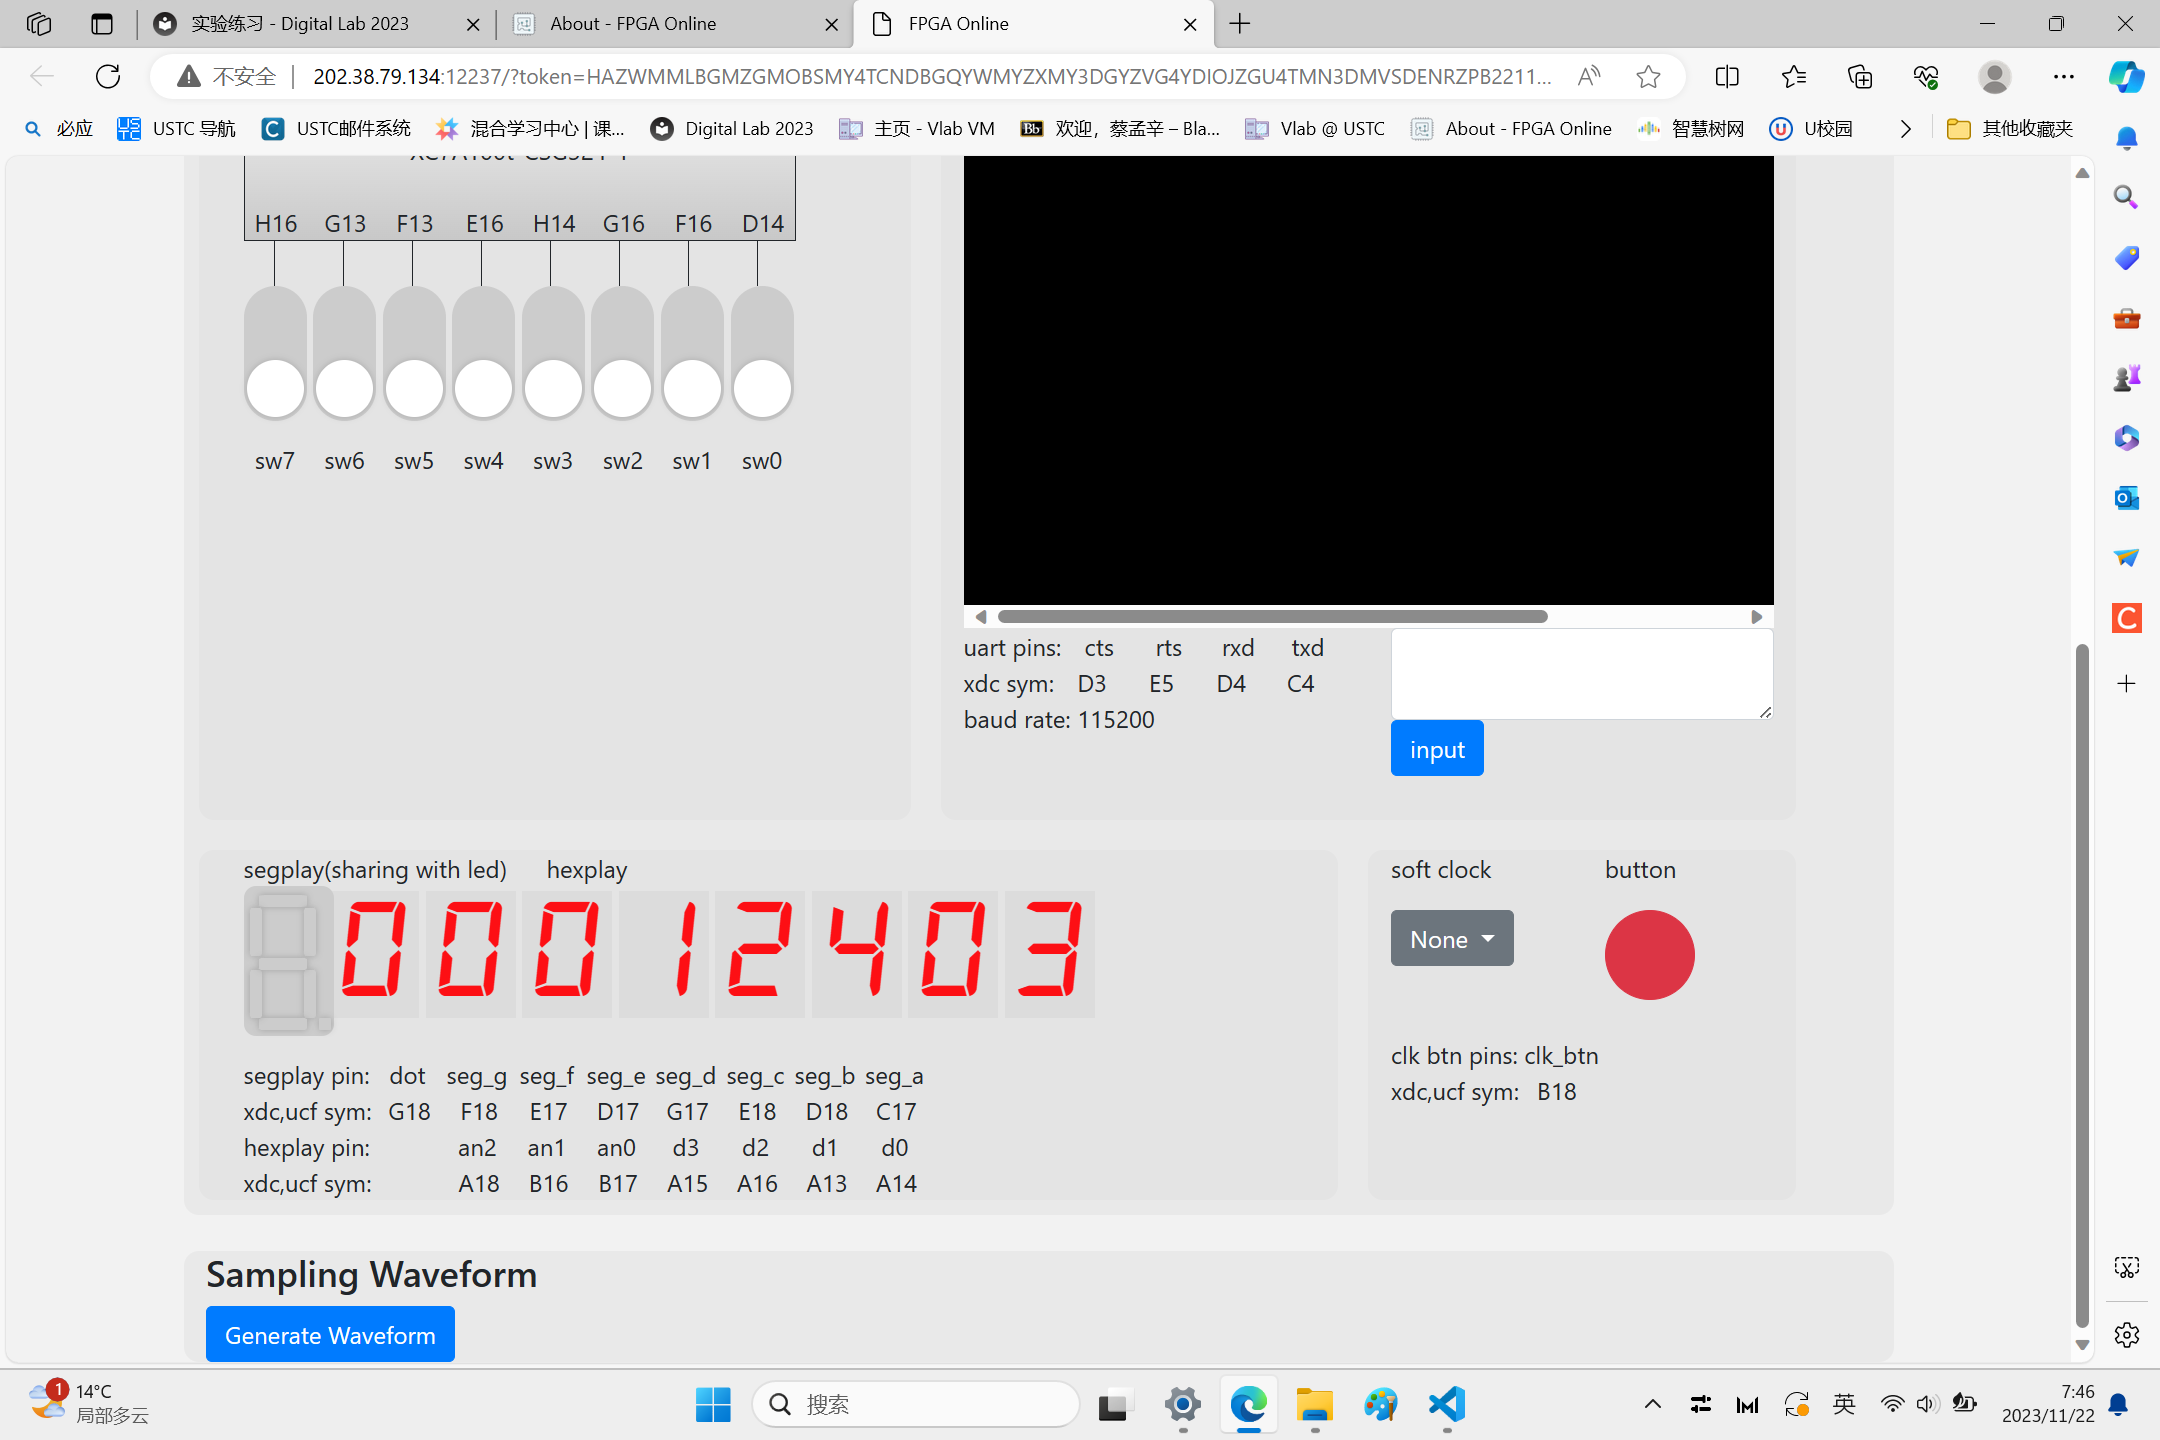 实验练习 - Digital Lab 2023
About - FPGA Online
FPGA Online
不安全
202.38.79.134:12237/?token=HAZWMMLBGMZGMOBSMY4TCNDBGQYWMYZXMY3DGYZVG4YDIOJZGU4TMN3DMVSDENRZPB2211...
必应
USTC 导航
USTC邮件系统
混合学习中心 | 课...
Digital Lab 2023
主页 - Vlab VM
欢迎，蔡孟辛 – Bla...
Vlab @ USTC
About - FPGA Online
智慧树网
U校园
其他收藏夹
H16 G13 F13 E16 H14 G16 F16 D14
sw7 sw6 sw5 sw4 sw3 sw2 sw1 sw0
uart pins: cts rts rxd txd
xdc sym: D3 E5 D4 C4
baud rate: 115200
input
segplay(sharing with led) hexplay
0 0 0 1 2 4 0 3
segplay pin: dot seg_g seg_f seg_e seg_d seg_c seg_b seg_a
xdc,ucf sym: G18 F18 E17 D17 G17 E18 D18 C17
hexplay pin: an2 an1 an0 d3 d2 d1 d0
xdc,ucf sym: A18 B16 B17 A15 A16 A13 A14
soft clock button
None
clk btn pins: clk_btn
xdc,ucf sym: B18
Sampling Waveform
Generate Waveform
1
14°C
局部多云
搜索
英
7:46
2023/11/22